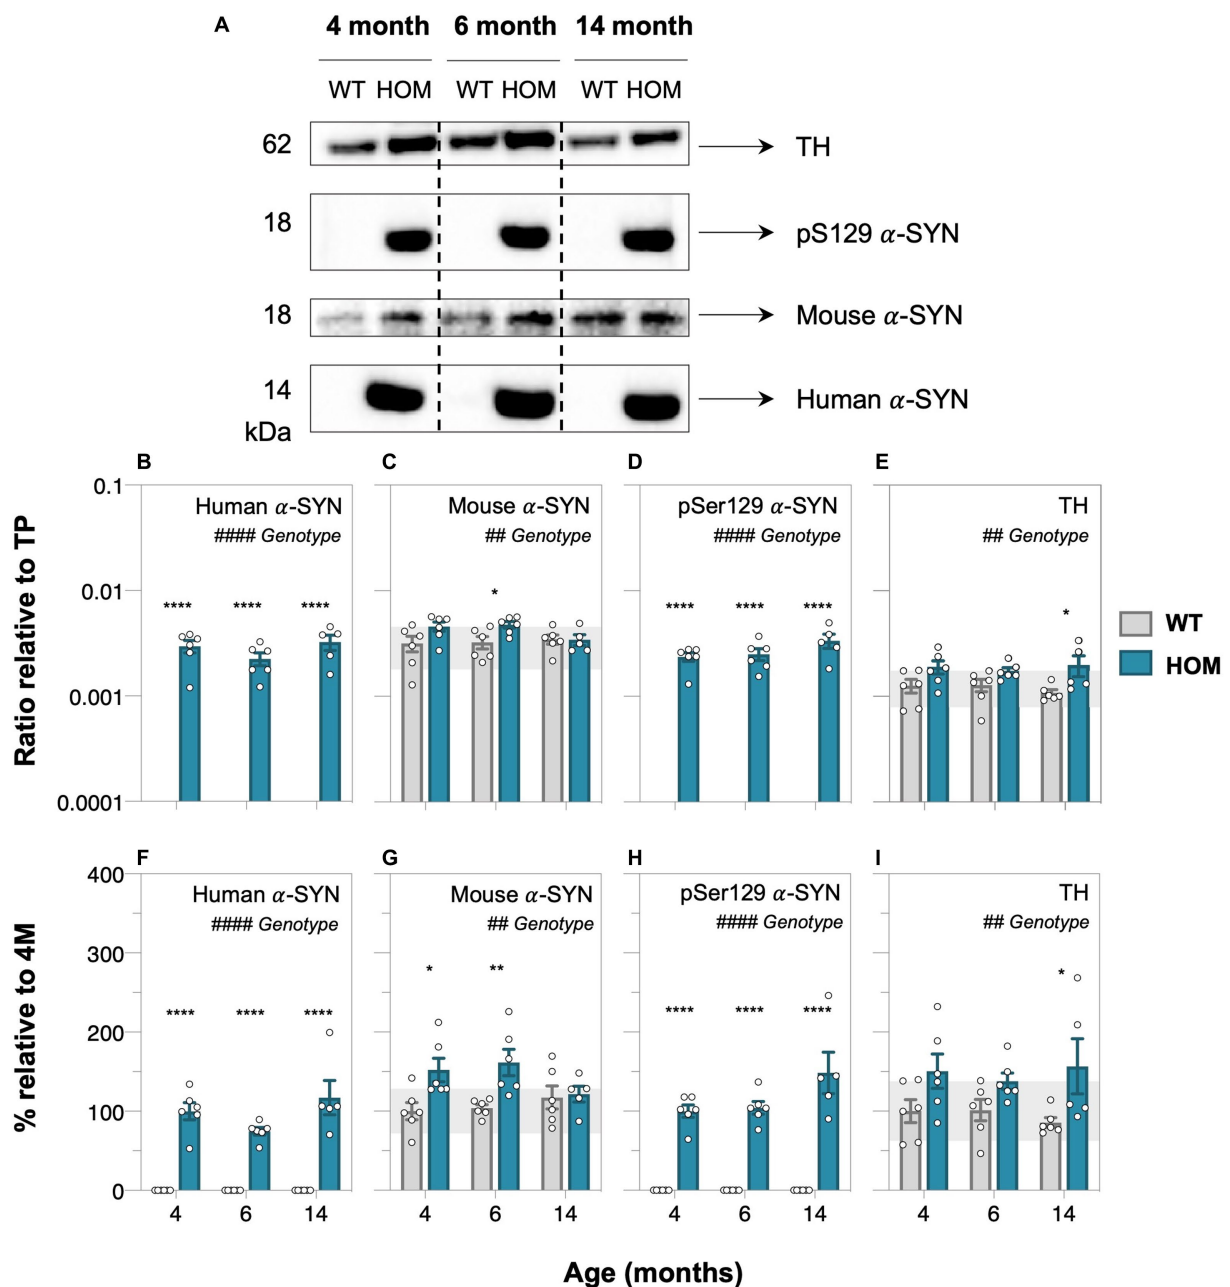 A
4 month 6 month 14 month
WT HOM WT HOM WT HOM
62 TH
18 pS129 α-SYN
18 Mouse α-SYN
14 Human α-SYN
kDa
B C D E
Ratio relative to TP
0.1
0.01
0.001
0.0001
Human α-SYN
#### Genotype
**** **** ****
Mouse α-SYN
## Genotype
*
pSer129 α-SYN
#### Genotype
**** **** ****
TH
## Genotype
*
WT
HOM
F G H I
% relative to 4M
400
300
200
100
0
Human α-SYN
#### Genotype
**** **** ****
Mouse α-SYN
## Genotype
* **
pSer129 α-SYN
#### Genotype
**** **** ****
TH
## Genotype
*
4 6 14 4 6 14 4 6 14 4 6 14
Age (months)